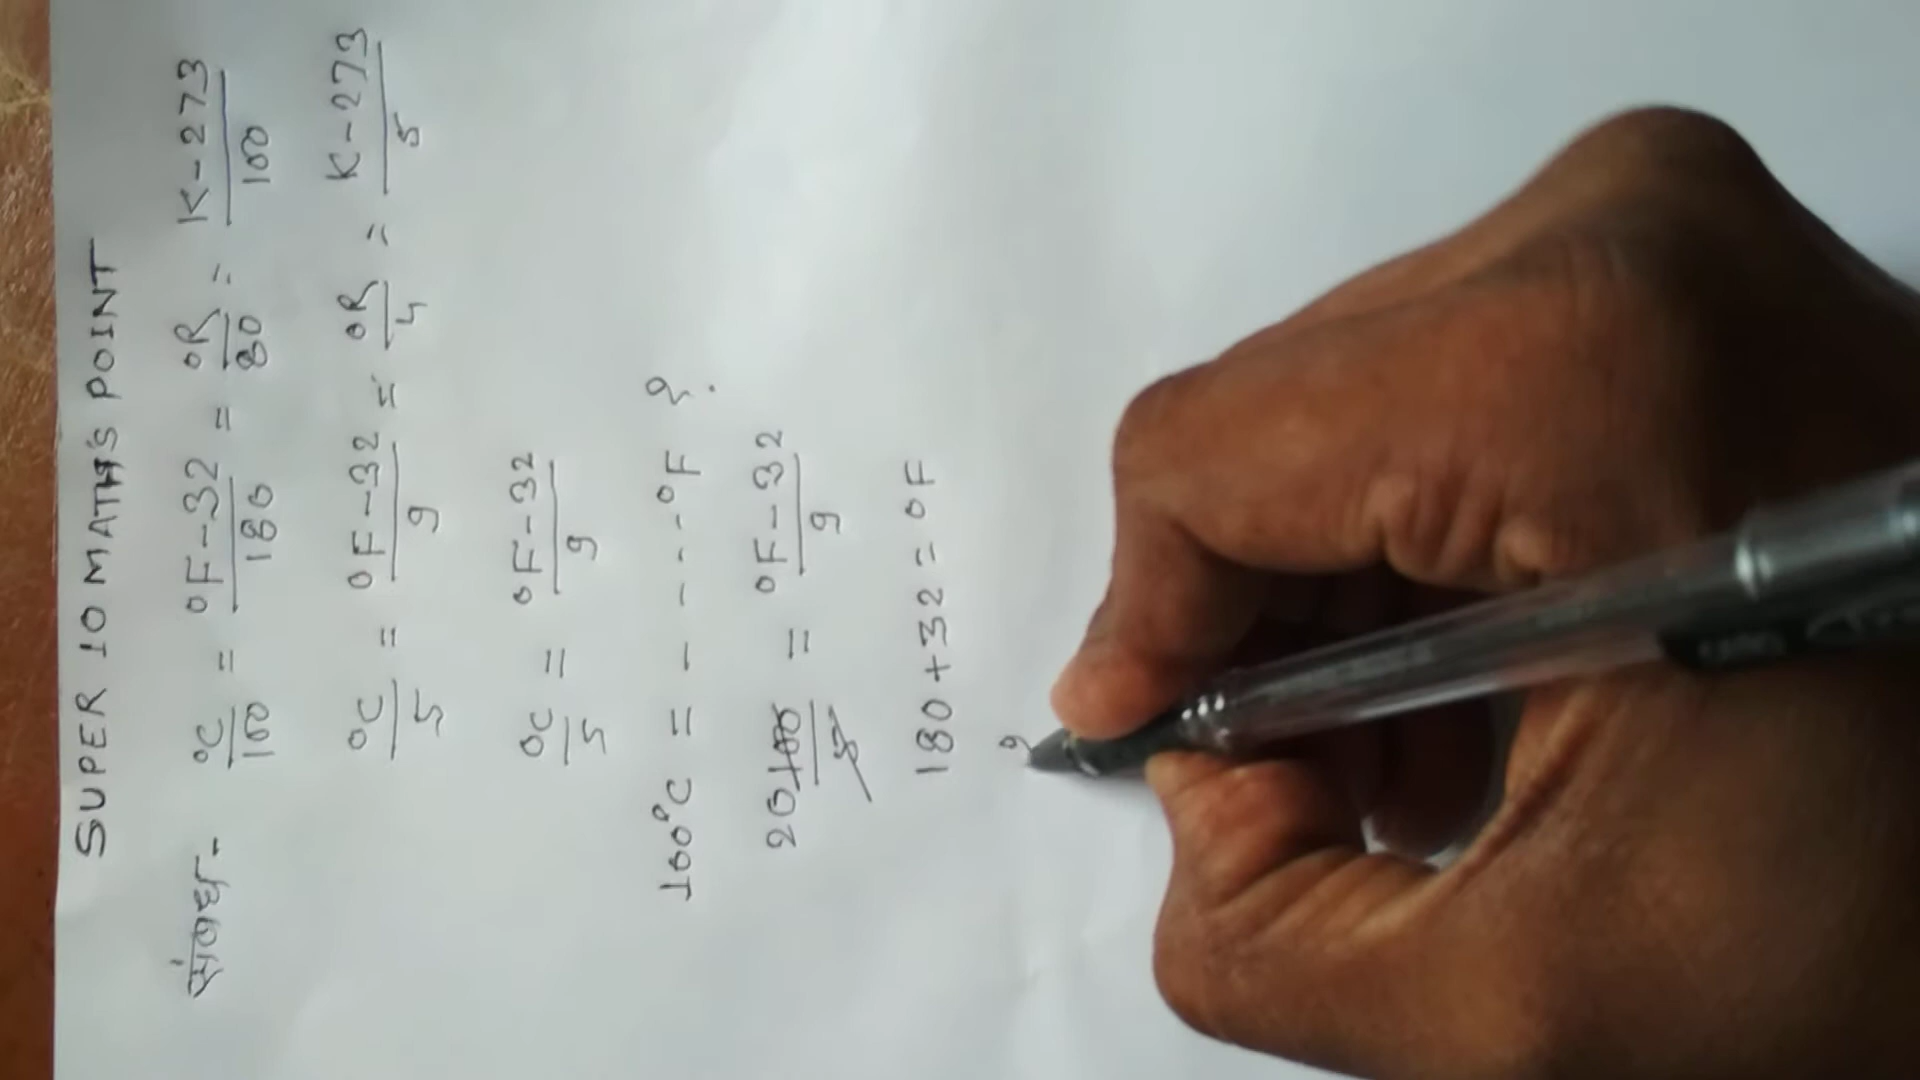 SUPER 10 MATH'S POINT
संबंध- °C/100 = °F-32/180 = °R/80 = K-273/100
°C/5 = °F-32/9 = °R/4 = K-273/5
°C/5 = °F-32/9
100°C = - - - - °F ?
20 100/5 = °F-32/9
180+32 = °F